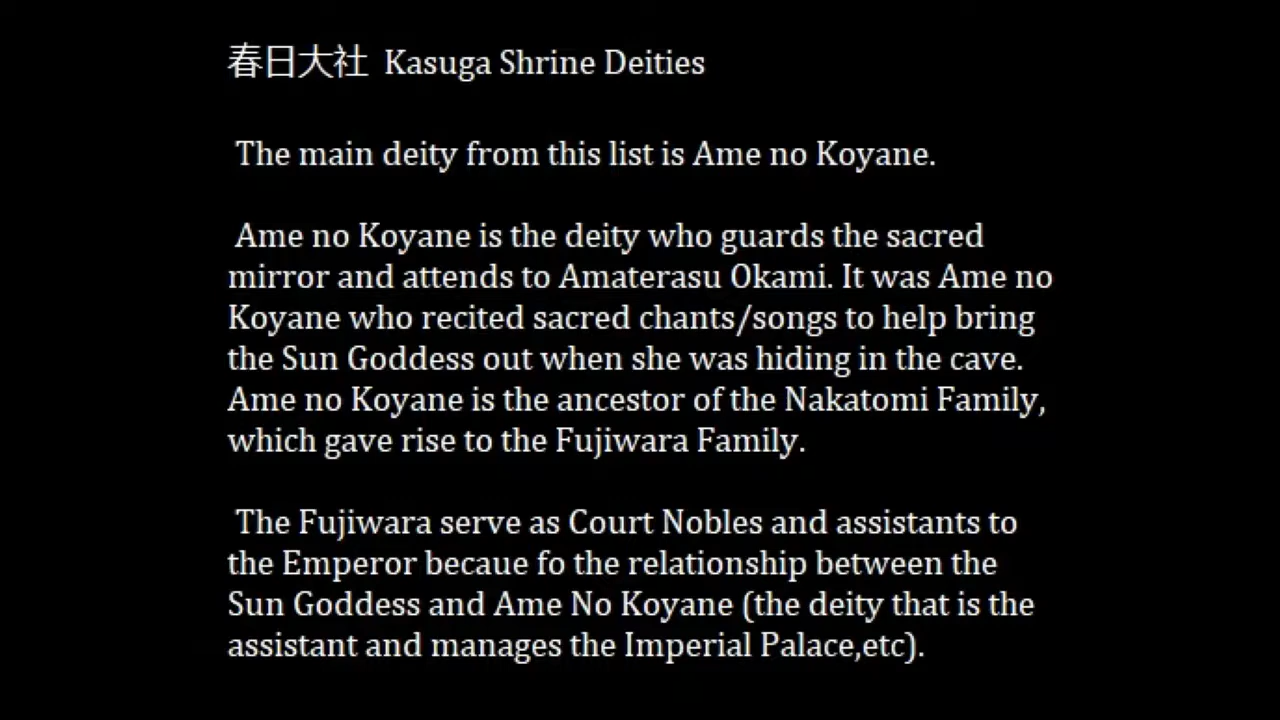 春日大社 Kasuga Shrine Deities
The main deity from this list is Ame no Koyane.
Ame no Koyane is the deity who guards the sacred
mirror and attends to Amaterasu Okami. It was Ame no
Koyane who recited sacred chants/songs to help bring
the Sun Goddess out when she was hiding in the cave.
Ame no Koyane is the ancestor of the Nakatomi Family,
which gave rise to the Fujiwara Family.
The Fujiwara serve as Court Nobles and assistants to
the Emperor becaue fo the relationship between the
Sun Goddess and Ame No Koyane (the deity that is the
assistant and manages the Imperial Palace,etc).